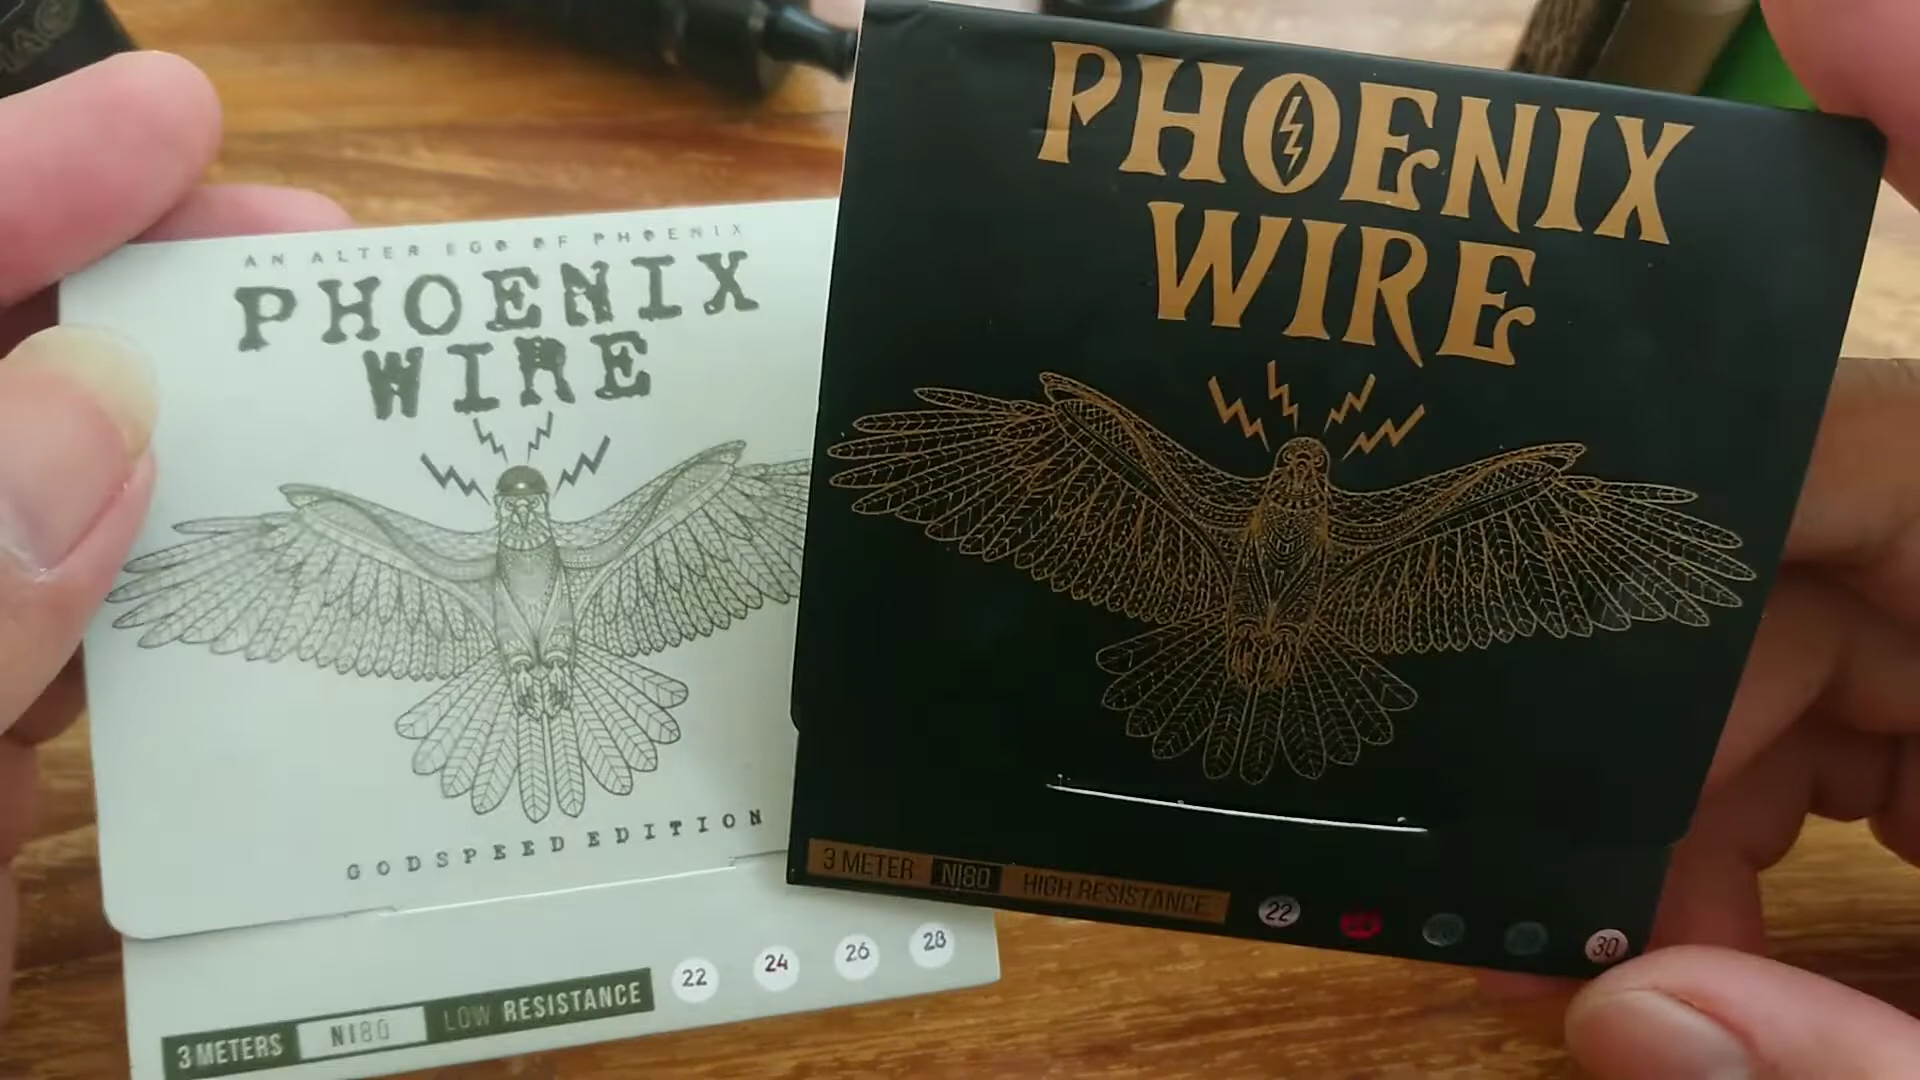 AN ALTER EGO OF PHOENIX
PHOENIX
WIRE
GODSPEED EDITION
3 METERS NI80 LOW RESISTANCE 22 24 26 28
PHOENIX
WIRE
3 METER NI80 HIGH RESISTANCE 22 30